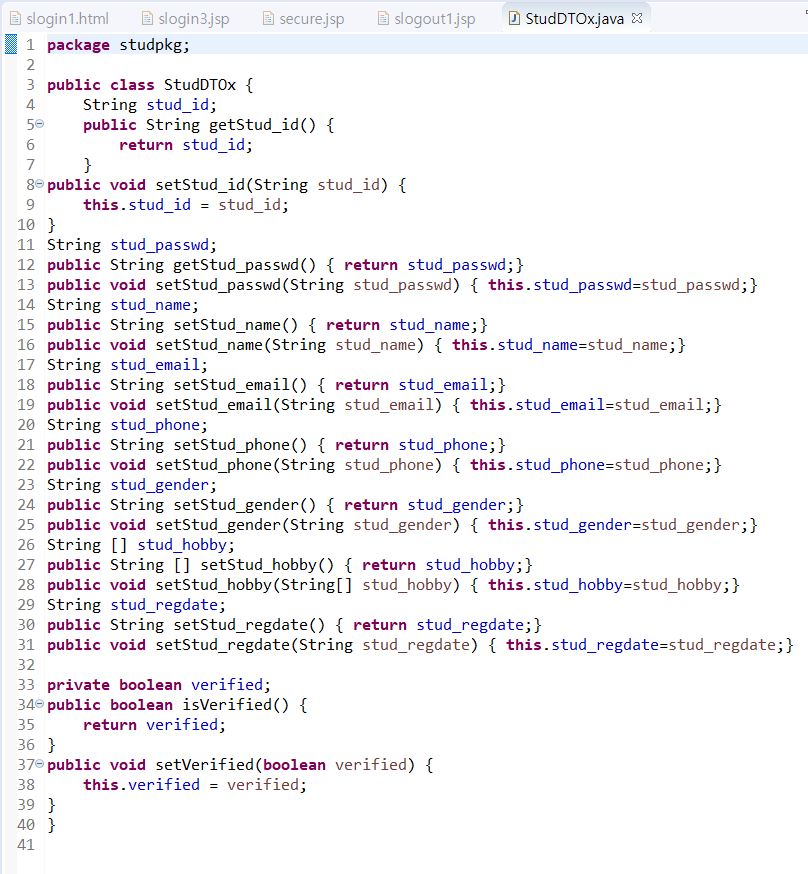 slogin1.html slogin3.jsp secure.jsp slogout1.jsp StudDTOx.java
1 package studpkg;
2
3 public class StudDTOx {
4     String stud_id;
5     public String getStud_id() {
6         return stud_id;
7     }
8 public void setStud_id(String stud_id) {
9     this.stud_id = stud_id;
10 }
11 String stud_passwd;
12 public String getStud_passwd() { return stud_passwd;}
13 public void setStud_passwd(String stud_passwd) { this.stud_passwd=stud_passwd;}
14 String stud_name;
15 public String setStud_name() { return stud_name;}
16 public void setStud_name(String stud_name) { this.stud_name=stud_name;}
17 String stud_email;
18 public String setStud_email() { return stud_email;}
19 public void setStud_email(String stud_email) { this.stud_email=stud_email;}
20 String stud_phone;
21 public String setStud_phone() { return stud_phone;}
22 public void setStud_phone(String stud_phone) { this.stud_phone=stud_phone;}
23 String stud_gender;
24 public String setStud_gender() { return stud_gender;}
25 public void setStud_gender(String stud_gender) { this.stud_gender=stud_gender;}
26 String [] stud_hobby;
27 public String [] setStud_hobby() { return stud_hobby;}
28 public void setStud_hobby(String[] stud_hobby) { this.stud_hobby=stud_hobby;}
29 String stud_regdate;
30 public String setStud_regdate() { return stud_regdate;}
31 public void setStud_regdate(String stud_regdate) { this.stud_regdate=stud_regdate;}
32
33 private boolean verified;
34 public boolean isVerified() {
35     return verified;
36 }
37 public void setVerified(boolean verified) {
38     this.verified = verified;
39 }
40 }
41